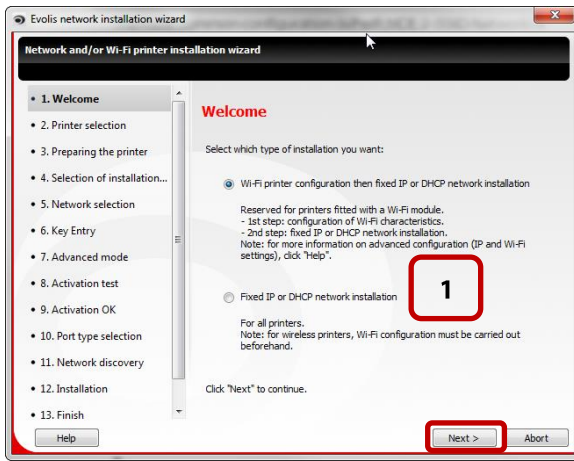 Evolis network installation wizard
Network and/or Wi-Fi printer installation wizard
• 1. Welcome
• 2. Printer selection
• 3. Preparing the printer
• 4. Selection of installation...
• 5. Network selection
• 6. Key Entry
• 7. Advanced mode
• 8. Activation test
• 9. Activation OK
• 10. Port type selection
• 11. Network discovery
• 12. Installation
• 13. Finish
Welcome
Select which type of installation you want:
Wi-Fi printer configuration then fixed IP or DHCP network installation
Reserved for printers fitted with a Wi-Fi module.
- 1st step: configuration of Wi-Fi characteristics.
- 2nd step: fixed IP or DHCP network installation.
Note: for more information on advanced configuration (IP and Wi-Fi
settings), click "Help".
1
Fixed IP or DHCP network installation
For all printers.
Note: for wireless printers, Wi-Fi configuration must be carried out
beforehand.
Click "Next" to continue.
Help
Next >
Abort